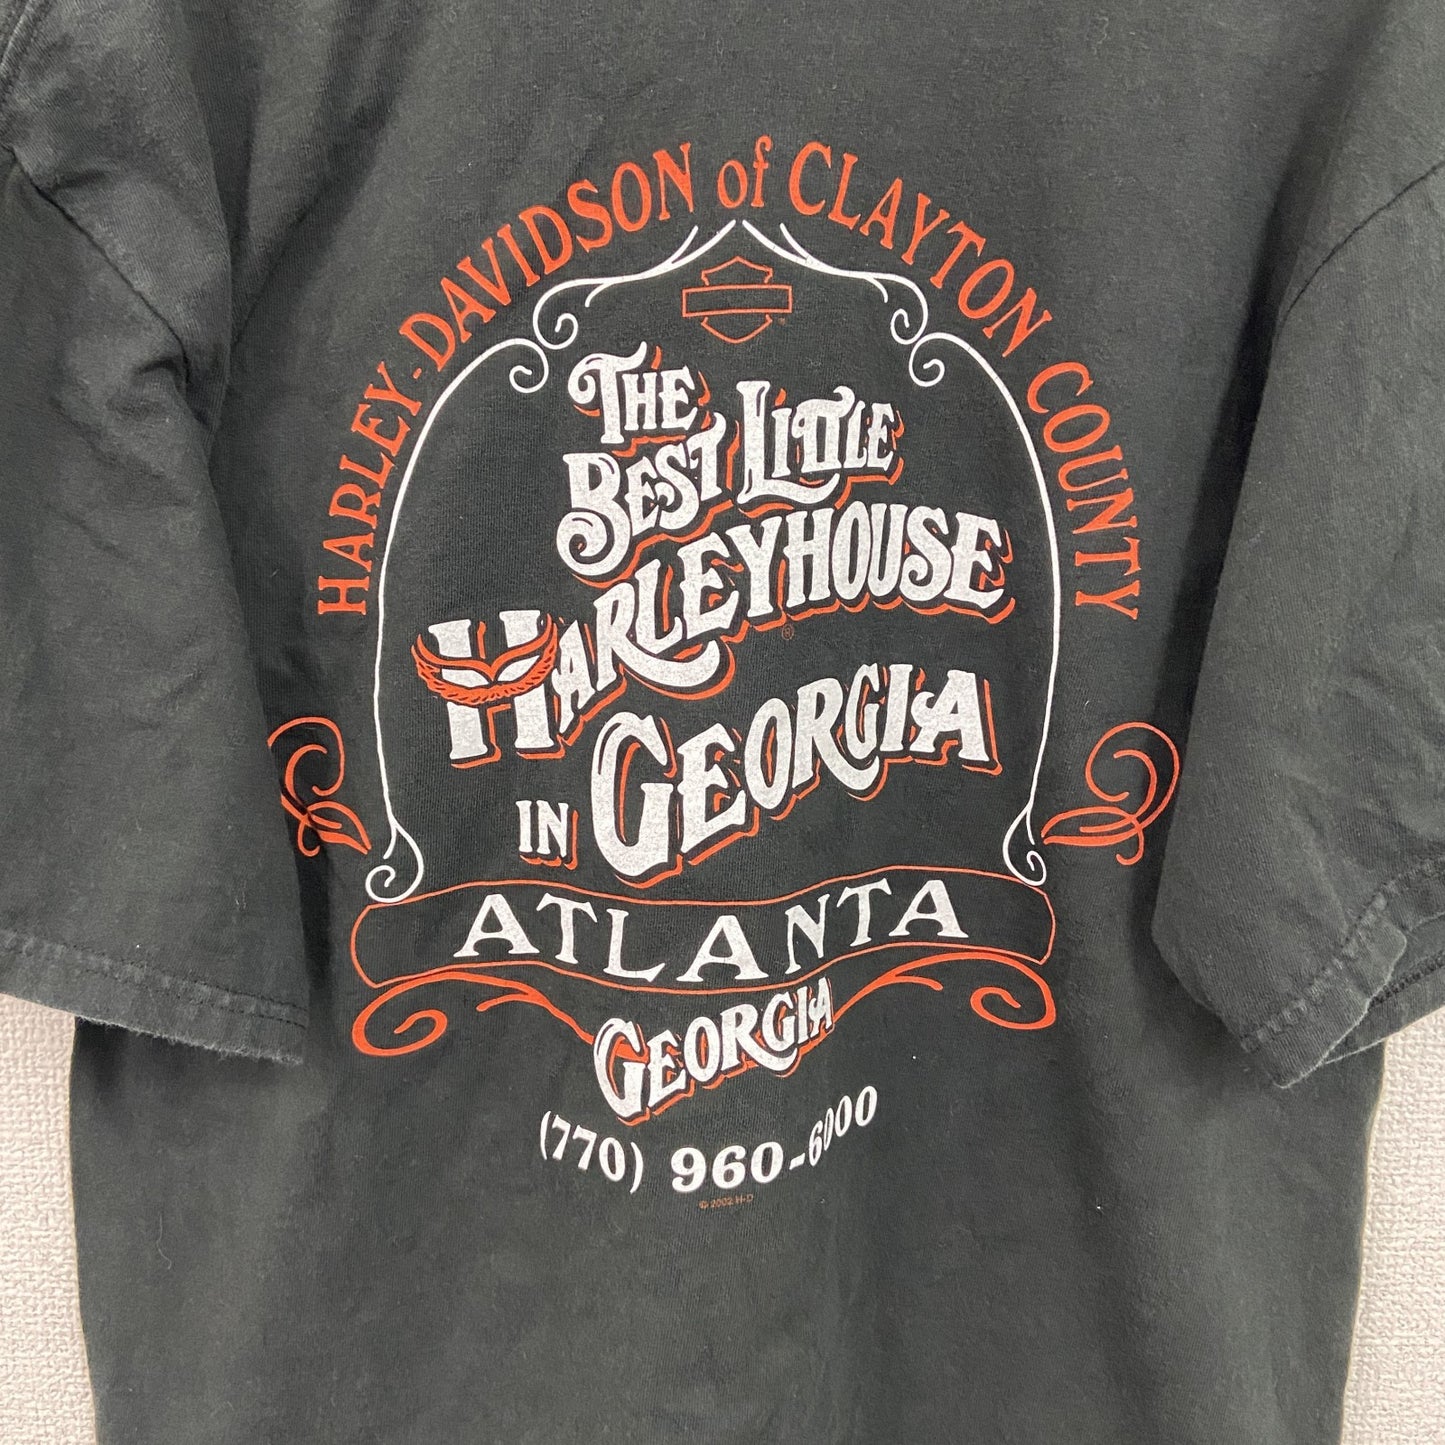 HARLEY-DAVIDSON of CLAYTON COUNTY
THE
BEST LITTLE
HARLEYHOUSE
®
IN GEORGIA
ATLANTA
GEORGIA
(770) 960-6000
© 2002 H-D